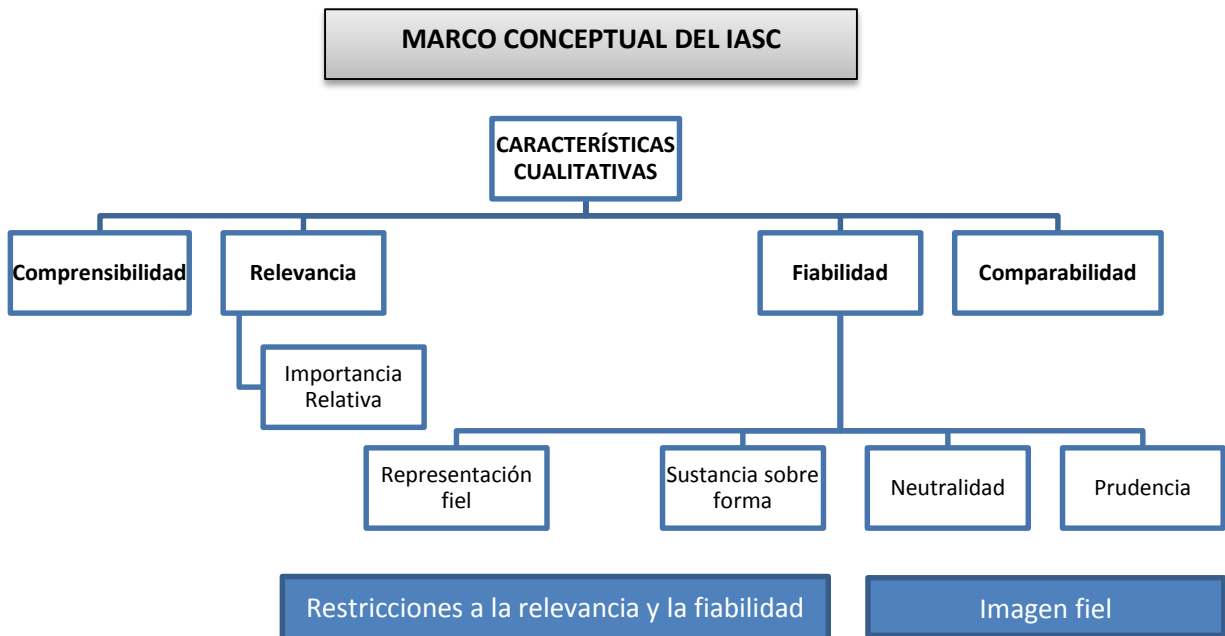 MARCO CONCEPTUAL DEL IASC
CARACTERÍSTICAS
CUALITATIVAS
Comprensibilidad
Relevancia
Fiabilidad
Comparabilidad
Importancia
Relativa
Representación
fiel
Sustancia sobre
forma
Neutralidad
Prudencia
Restricciones a la relevancia y la fiabilidad
Imagen fiel